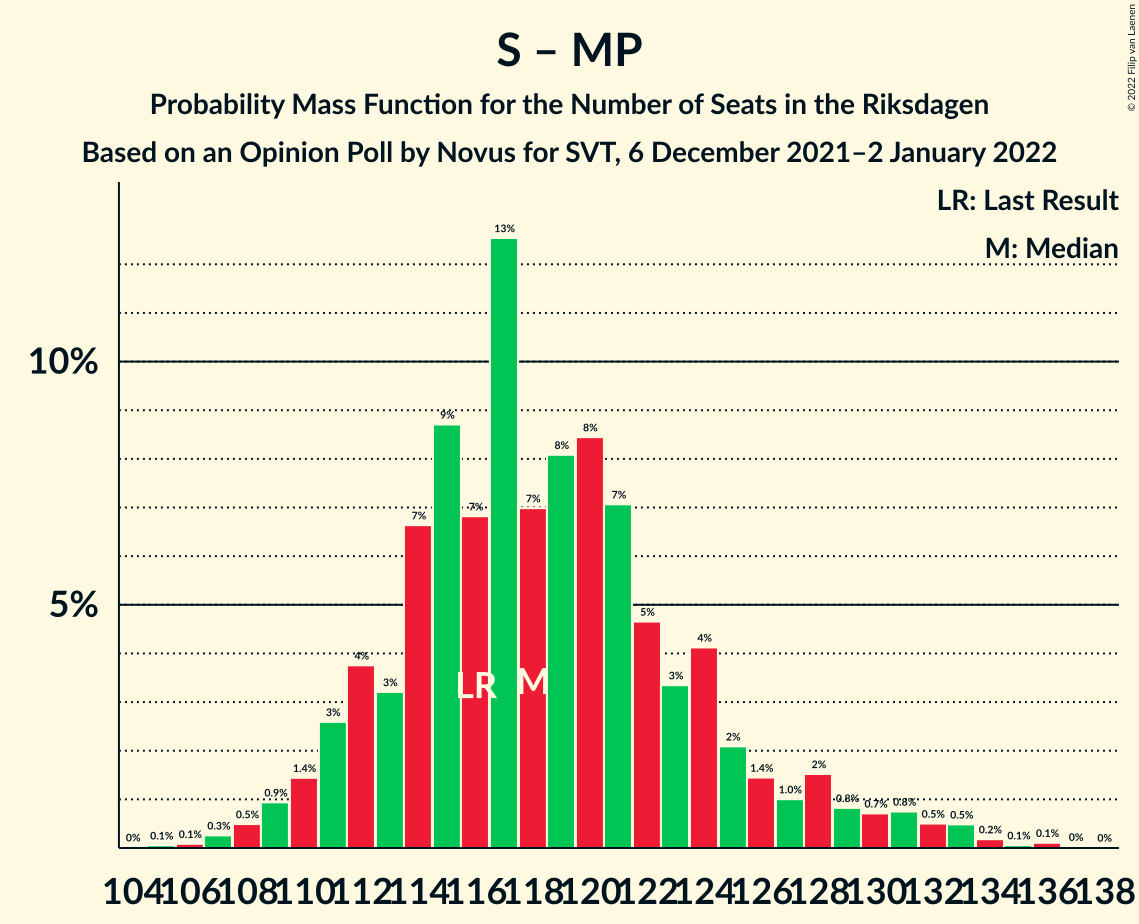 © 2022 Filip van Laenen
S – MP
Probability Mass Function for the Number of Seats in the Riksdagen
Based on an Opinion Poll by Novus for SVT, 6 December 2021–2 January 2022
LR: Last Result
M: Median
10%
5%
0% 0.1% 0.1% 0.3% 0.5% 0.9% 1.4% 3% 4% 3% 7% 9% 7% 13% 7% 8% 8% 7% 5% 3% 4% 2% 1.4% 1.0% 2% 0.8% 0.7% 0.8% 0.5% 0.5% 0.2% 0.1% 0.1% 0% 0%
LR M
104 106 108 110 112 114 116 118 120 122 124 126 128 130 132 134 136 138